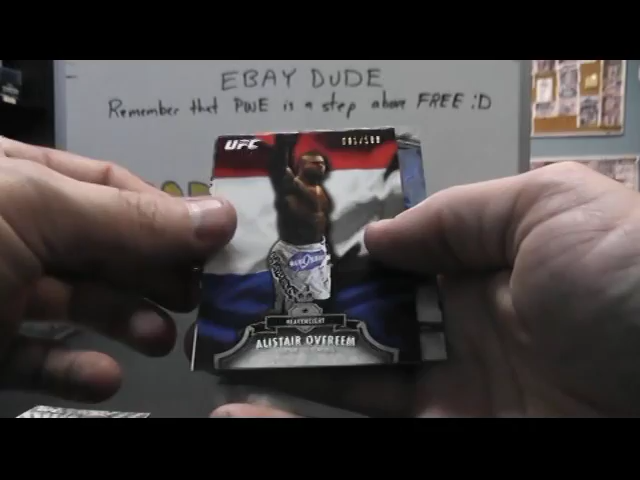 EBAY DUDE
Remember that PWE is a step above FREE :D
UFC
HEAVYWEIGHT
ALISTAIR OVEREEM